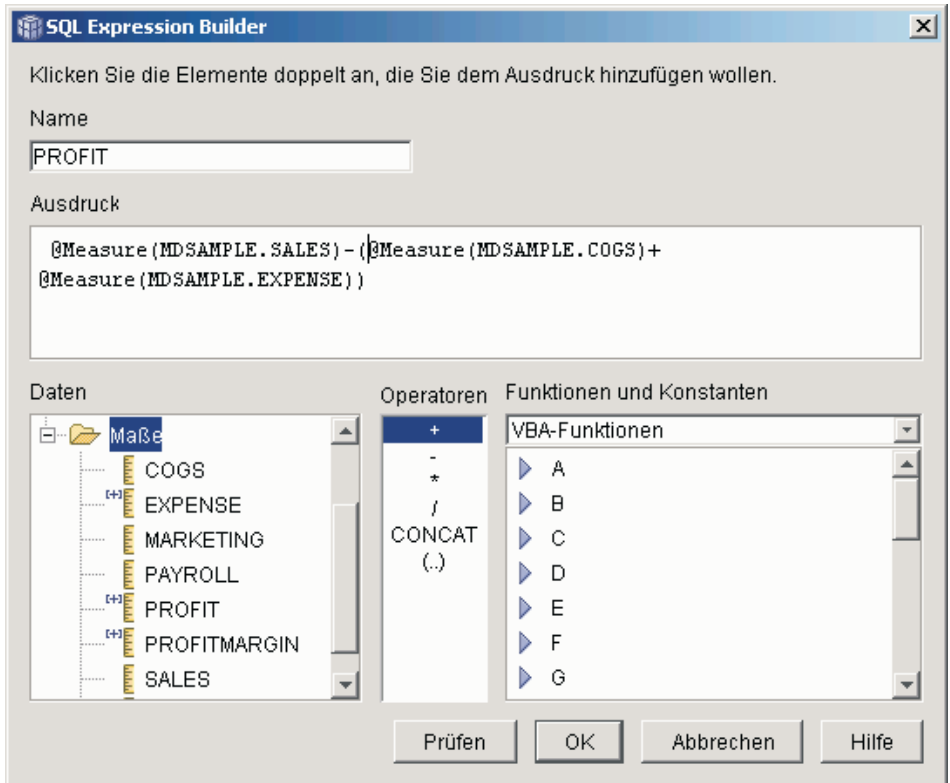 SQL Expression Builder
Klicken Sie die Elemente doppelt an, die Sie dem Ausdruck hinzufügen wollen.
Name
PROFIT
Ausdruck
@Measure(MDSAMPLE.SALES)-(@Measure(MDSAMPLE.COGS)+
@Measure(MDSAMPLE.EXPENSE))
Daten
Maße
COGS
EXPENSE
MARKETING
PAYROLL
PROFIT
PROFITMARGIN
SALES
Operatoren
+
-
*
/
CONCAT
(..)
Funktionen und Konstanten
VBA-Funktionen
A
B
C
D
E
F
G
Prüfen
OK
Abbrechen
Hilfe